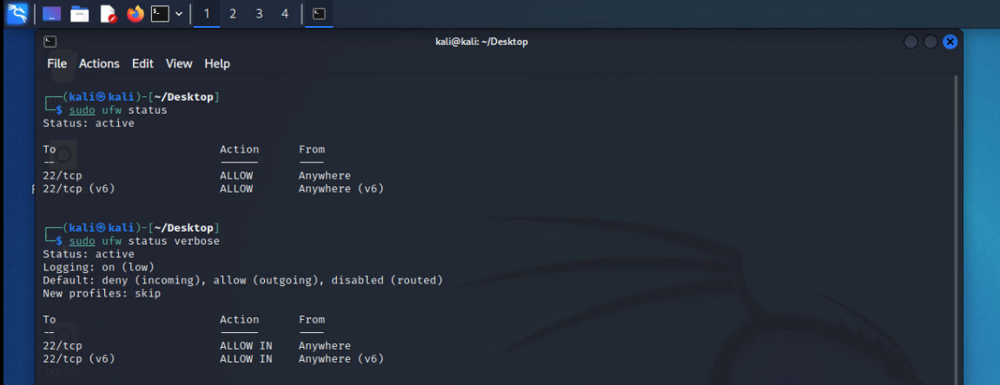 1 2 3 4
kali@kali: ~/Desktop
File Actions Edit View Help
┌──(kali㉿kali)-[~/Desktop]
└─$ sudo ufw status
Status: active
To Action From
-- ------ ----
22/tcp ALLOW Anywhere
22/tcp (v6) ALLOW Anywhere (v6)
┌──(kali㉿kali)-[~/Desktop]
└─$ sudo ufw status verbose
Status: active
Logging: on (low)
Default: deny (incoming), allow (outgoing), disabled (routed)
New profiles: skip
To Action From
-- ------ ----
22/tcp ALLOW IN Anywhere
22/tcp (v6) ALLOW IN Anywhere (v6)